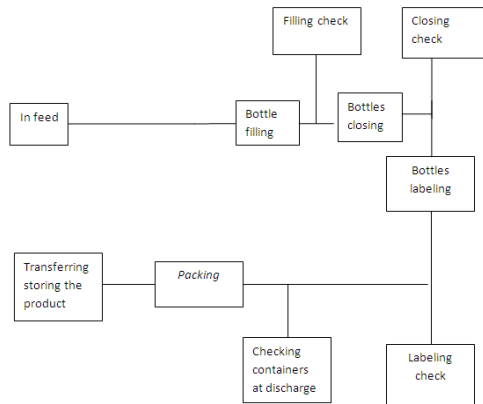 Filling check
Closing
check
In feed
Bottle
filling
Bottles
closing
Bottles
labeling
Transferring
storing the
product
Packing
Checking
containers
at discharge
Labeling
check